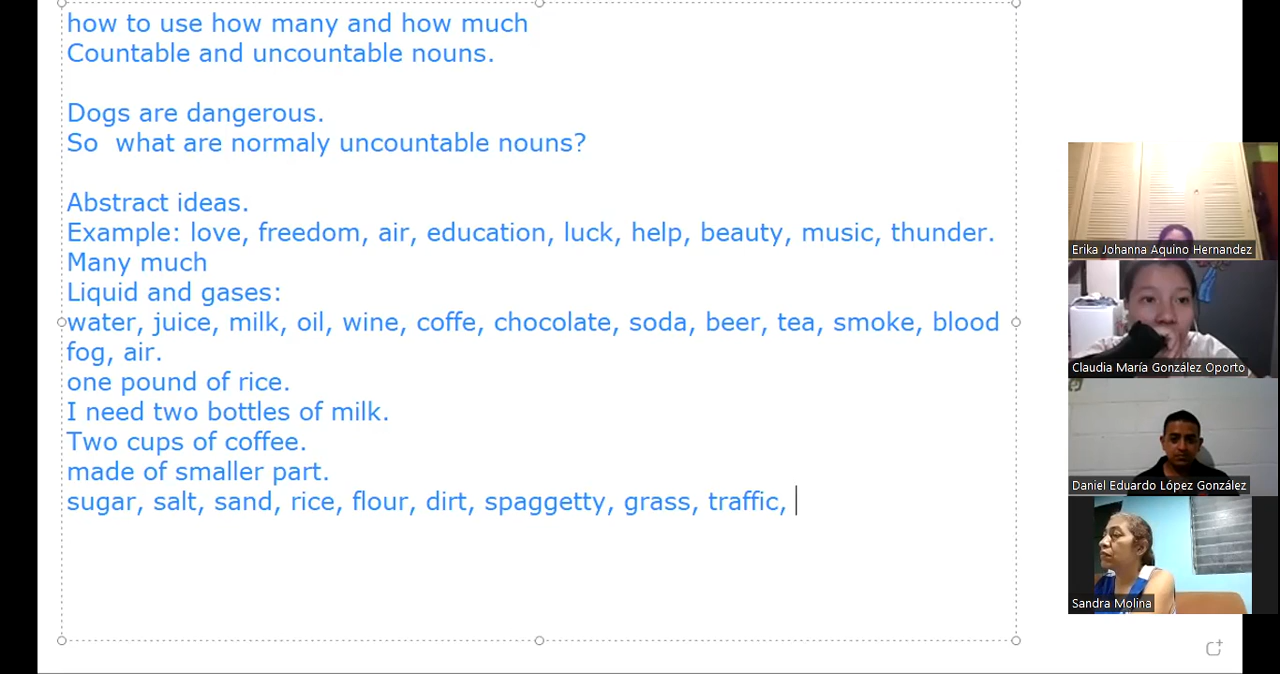 how to use how many and how much
Countable and uncountable nouns.
Dogs are dangerous.
So  what are normaly uncountable nouns?
Abstract ideas.
Example: love, freedom, air, education, luck, help, beauty, music, thunder.
Many much
Liquid and gases:
water, juice, milk, oil, wine, coffe, chocolate, soda, beer, tea, smoke, blood
fog, air.
one pound of rice.
I need two bottles of milk.
Two cups of coffee.
made of smaller part.
sugar, salt, sand, rice, flour, dirt, spaggetty, grass, traffic,
Erika Johanna Aquino Hernandez
Claudia María González Oporto
Daniel Eduardo López González
Sandra Molina